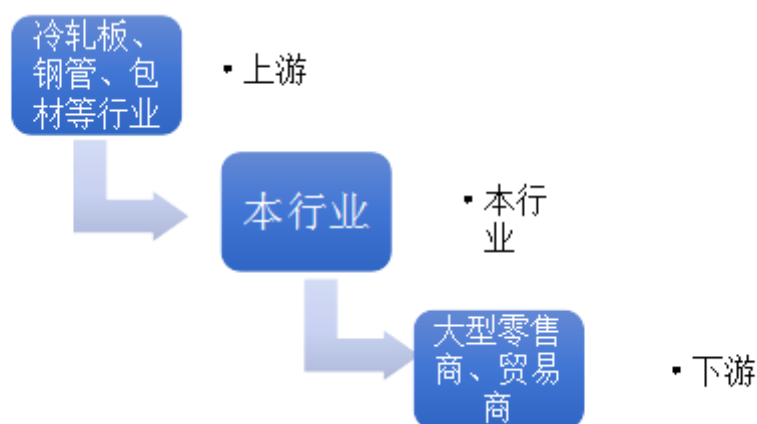 冷轧板、
钢管、包
材等行业
▪ 上游
本行业
▪ 本行
业
大型零售
商、贸易
商
▪ 下游